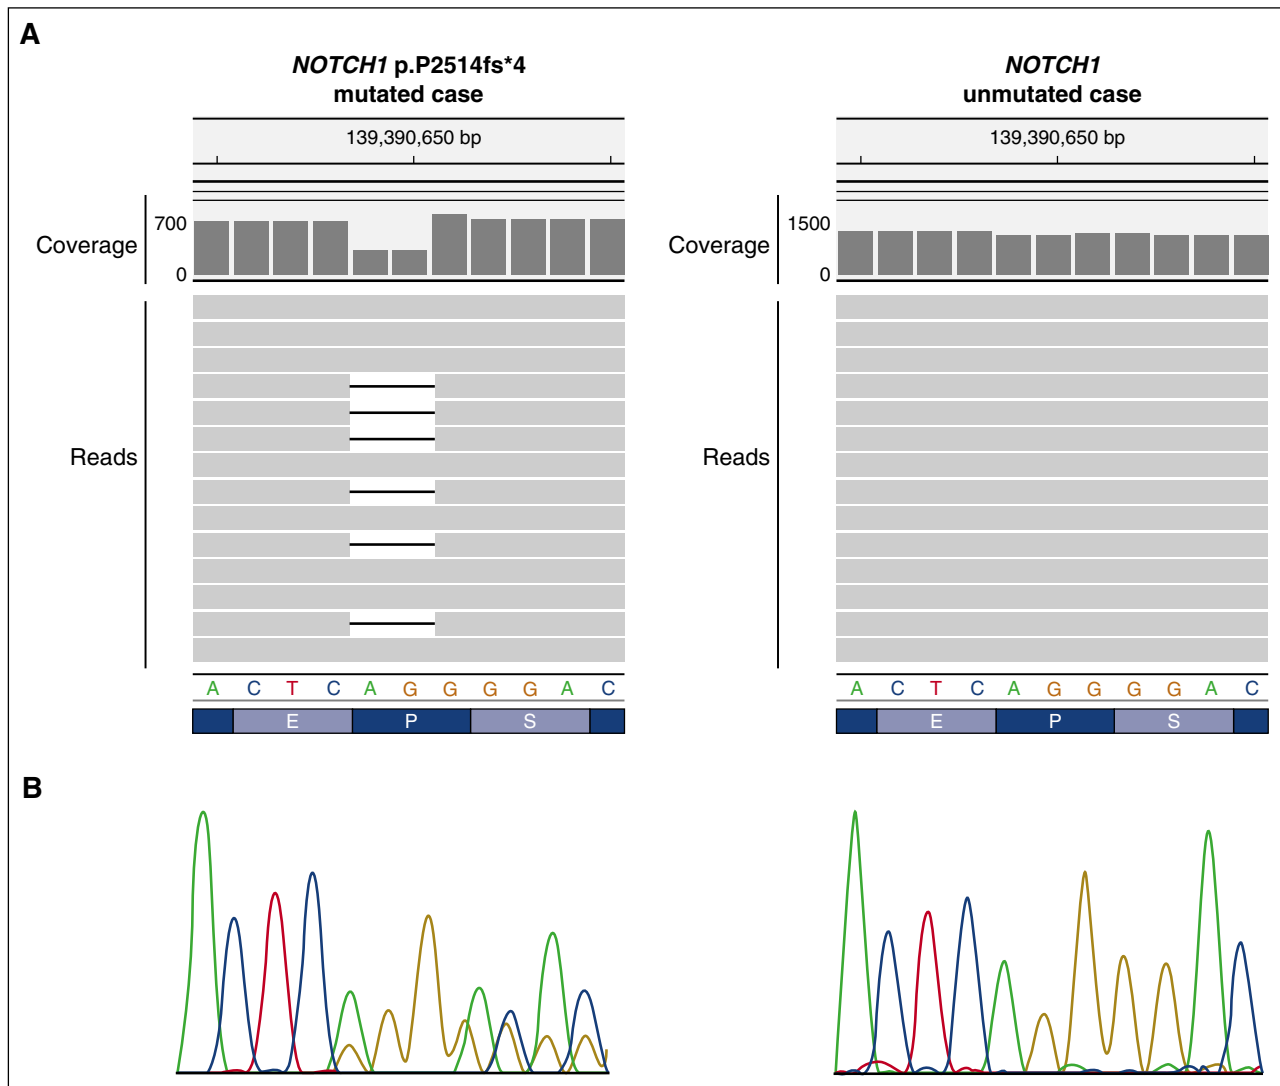 A
NOTCH1 p.P2514fs*4
mutated case
139,390,650 bp
Coverage
700
0
Reads
A C T C A G G G G A C
E P S
NOTCH1
unmutated case
139,390,650 bp
Coverage
1500
0
Reads
A C T C A G G G G A C
E P S
B